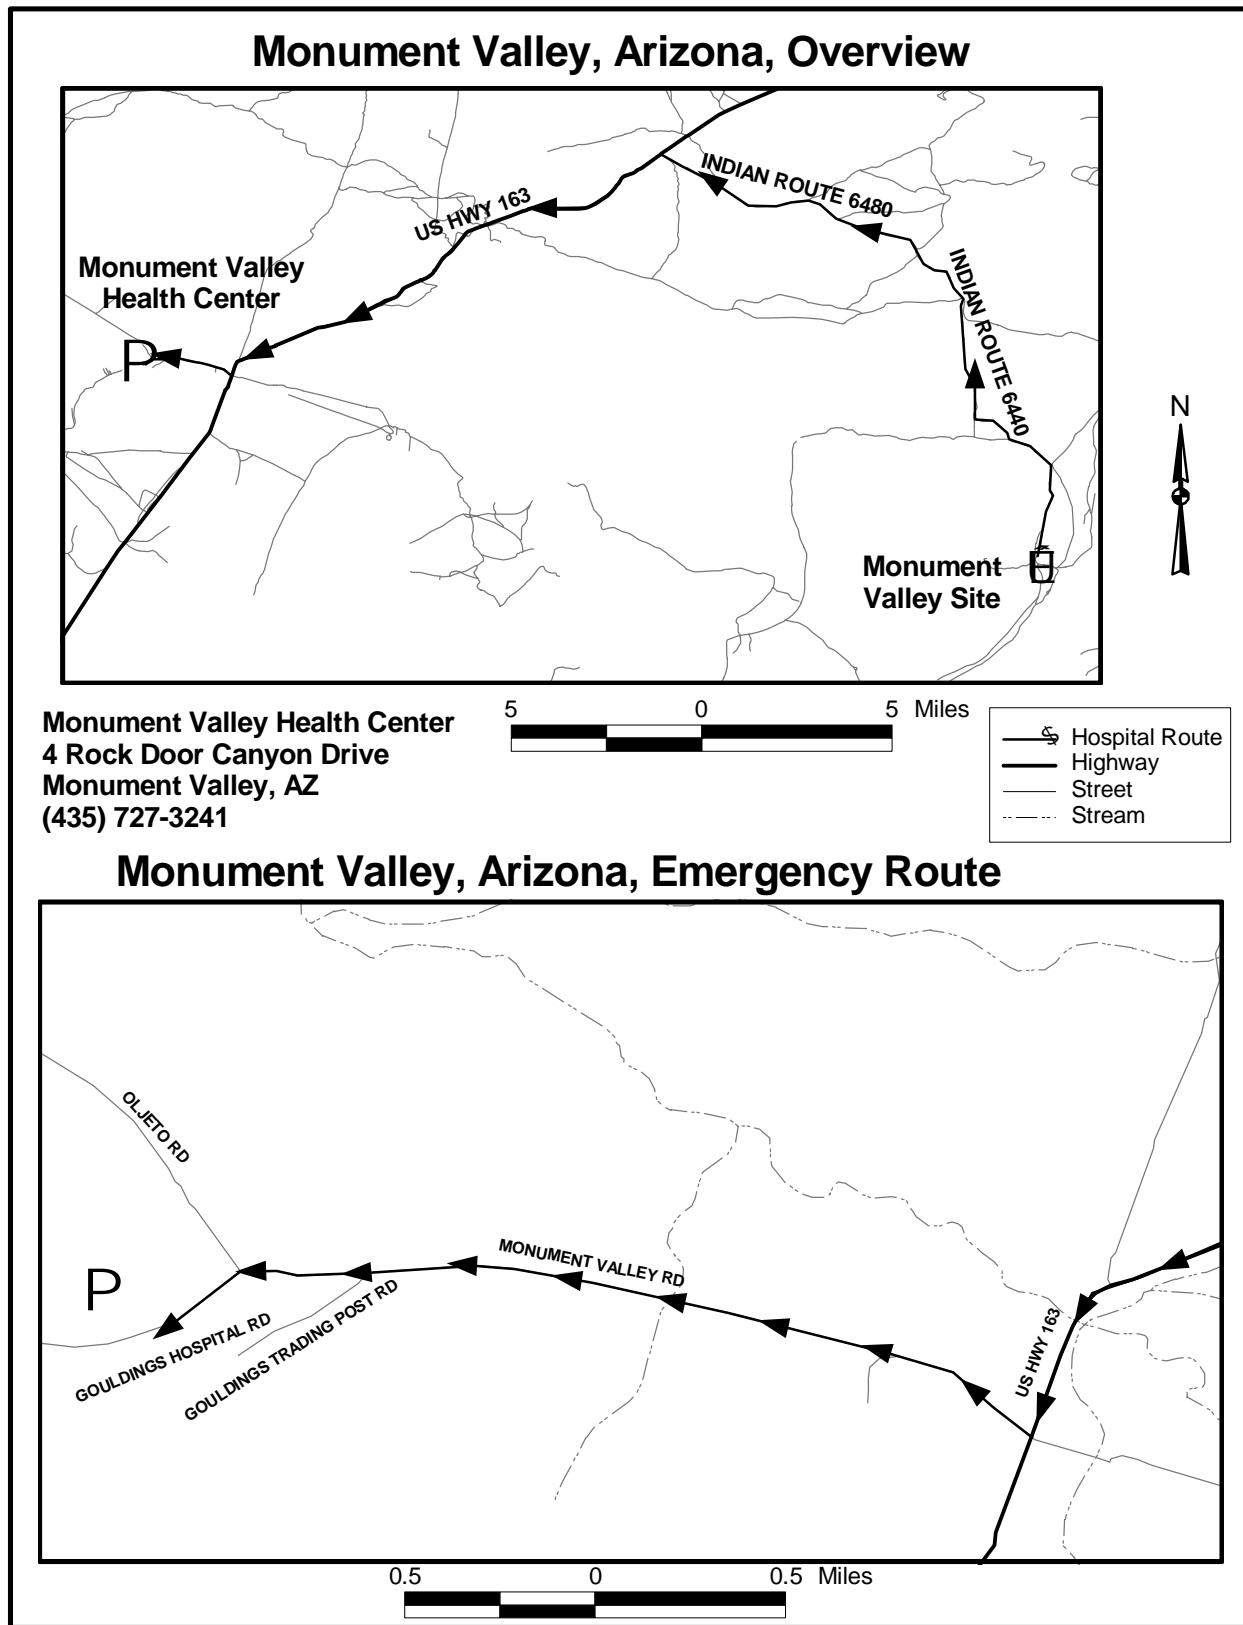 Monument Valley, Arizona, Overview
INDIAN ROUTE 6480
US HWY 163
INDIAN ROUTE 6440
Monument Valley
Health Center
P
N
Monument
Valley Site
Monument Valley Health Center
4 Rock Door Canyon Drive
Monument Valley, AZ
(435) 727-3241
5 0 5 Miles
Hospital Route
Highway
Street
Stream
Monument Valley, Arizona, Emergency Route
OLJETO RD
MONUMENT VALLEY RD
P
GOULDINGS HOSPITAL RD
GOULDINGS TRADING POST RD
US HWY 163
0.5 0 0.5 Miles